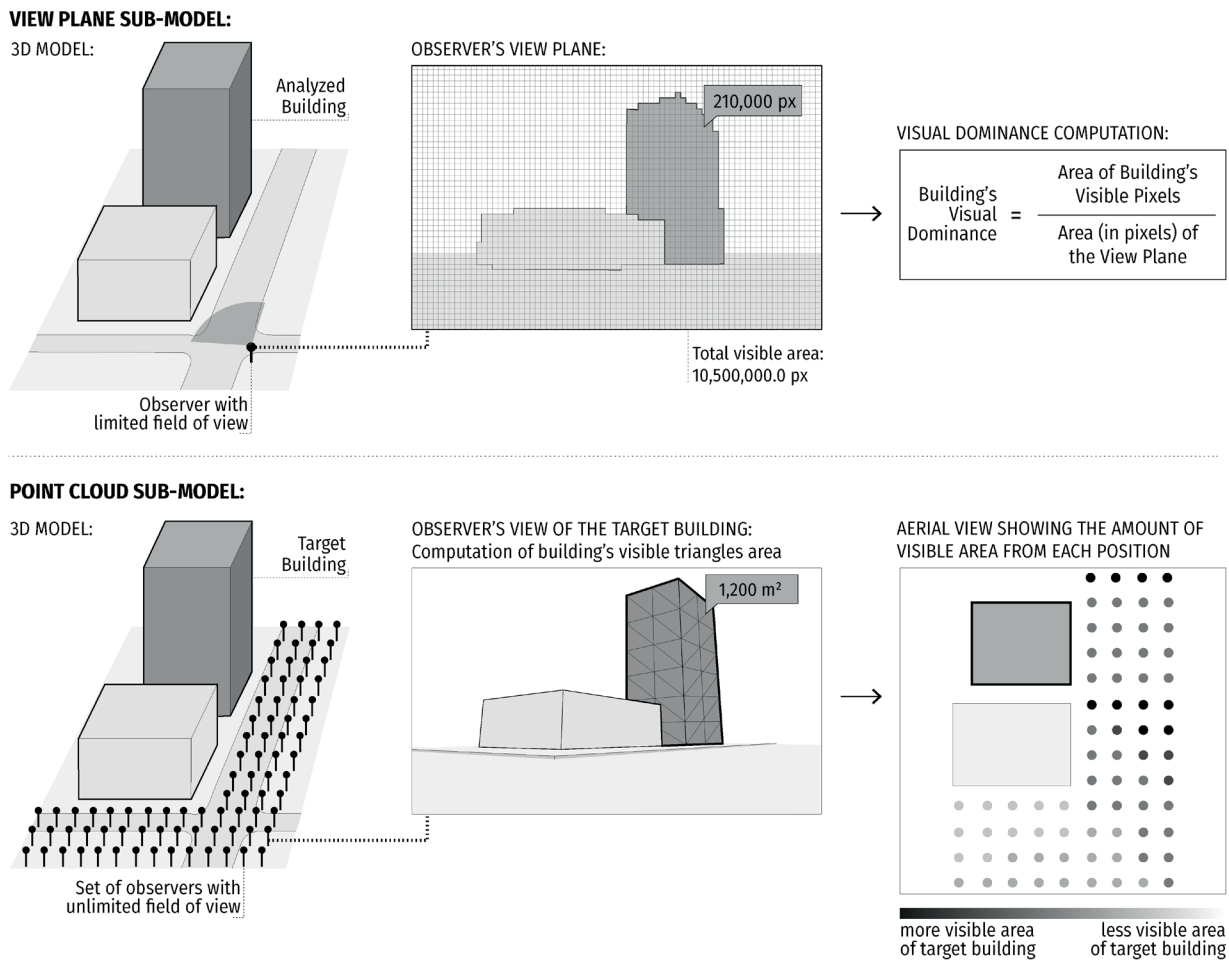 VIEW PLANE SUB-MODEL:
3D MODEL:
Analyzed
Building
Observer with
limited field of view
OBSERVER'S VIEW PLANE:
210,000 px
Total visible area:
10,500,000.0 px
VISUAL DOMINANCE COMPUTATION:
Building's
Visual
Dominance
=
Area of Building's
Visible Pixels
Area (in pixels) of
the View Plane
POINT CLOUD SUB-MODEL:
3D MODEL:
Target
Building
Set of observers with
unlimited field of view
OBSERVER'S VIEW OF THE TARGET BUILDING:
Computation of building's visible triangles area
1,200 m²
AERIAL VIEW SHOWING THE AMOUNT OF
VISIBLE AREA FROM EACH POSITION
more visible area
of target building
less visible area
of target building